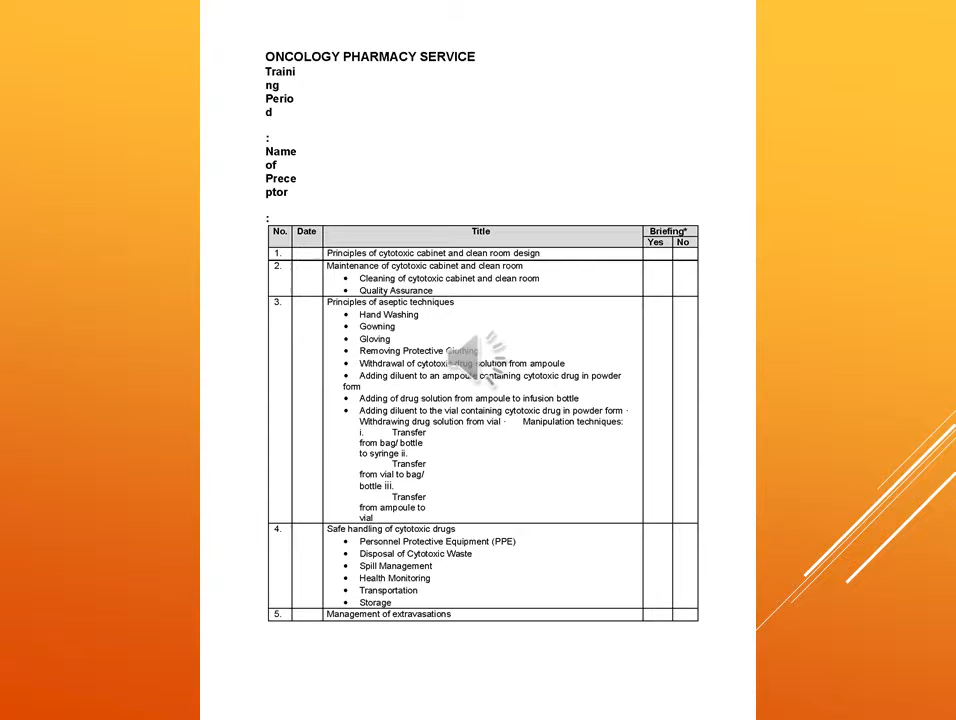 ONCOLOGY PHARMACY SERVICE
Traini
ng
Perio
d
:
Name
of
Prece
ptor
:
No. Date Title Briefing*
Yes No
1. Principles of cytotoxic cabinet and clean room design
2. Maintenance of cytotoxic cabinet and clean room
• Cleaning of cytotoxic cabinet and clean room
• Quality Assurance
3. Principles of aseptic techniques
• Hand Washing
• Gowning
• Gloving
• Removing Protective Clothing
• Withdrawal of cytotoxic drug solution from ampoule
• Adding diluent to an ampoule containing cytotoxic drug in powder
form
• Adding of drug solution from ampoule to infusion bottle
• Adding diluent to the vial containing cytotoxic drug in powder form ·
Withdrawing drug solution from vial · Manipulation techniques:
i. Transfer
from bag/ bottle
to syringe ii.
Transfer
from vial to bag/
bottle iii.
Transfer
from ampoule to
vial
4. Safe handling of cytotoxic drugs
• Personnel Protective Equipment (PPE)
• Disposal of Cytotoxic Waste
• Spill Management
• Health Monitoring
• Transportation
• Storage
5. Management of extravasations